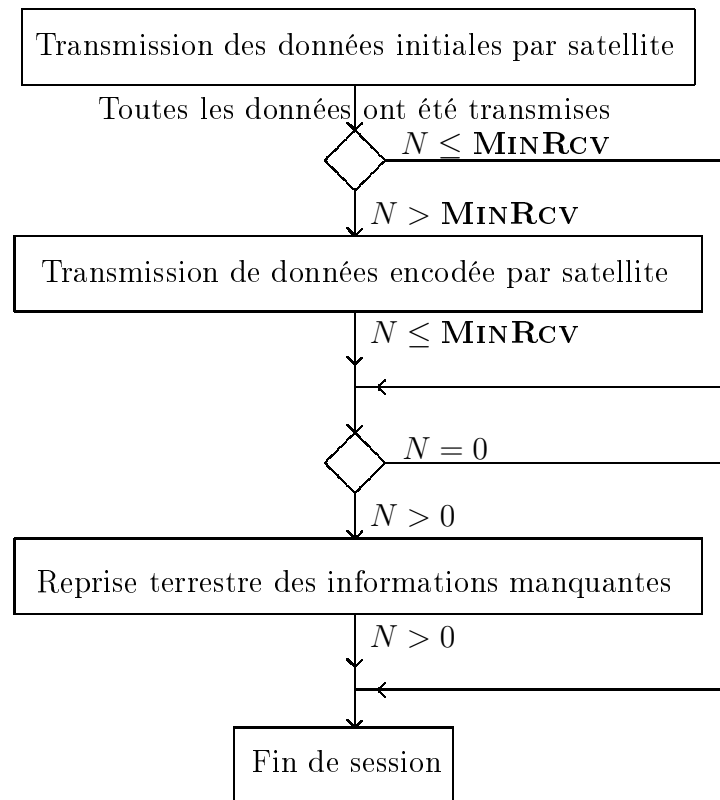 Transmission des données initiales par satellite
Toutes les données ont été transmises
N ≤ MINRCV
N > MINRCV
Transmission de données encodée par satellite
N ≤ MINRCV
N = 0
N > 0
Reprise terrestre des informations manquantes
N > 0
Fin de session